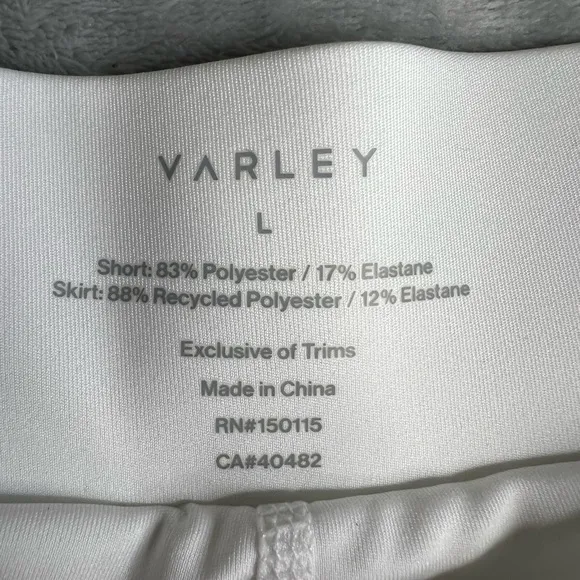 VARLEY
L
Short: 83% Polyester / 17% Elastane
Skirt: 88% Recycled Polyester / 12% Elastane
Exclusive of Trims
Made in China
RN#150115
CA#40482